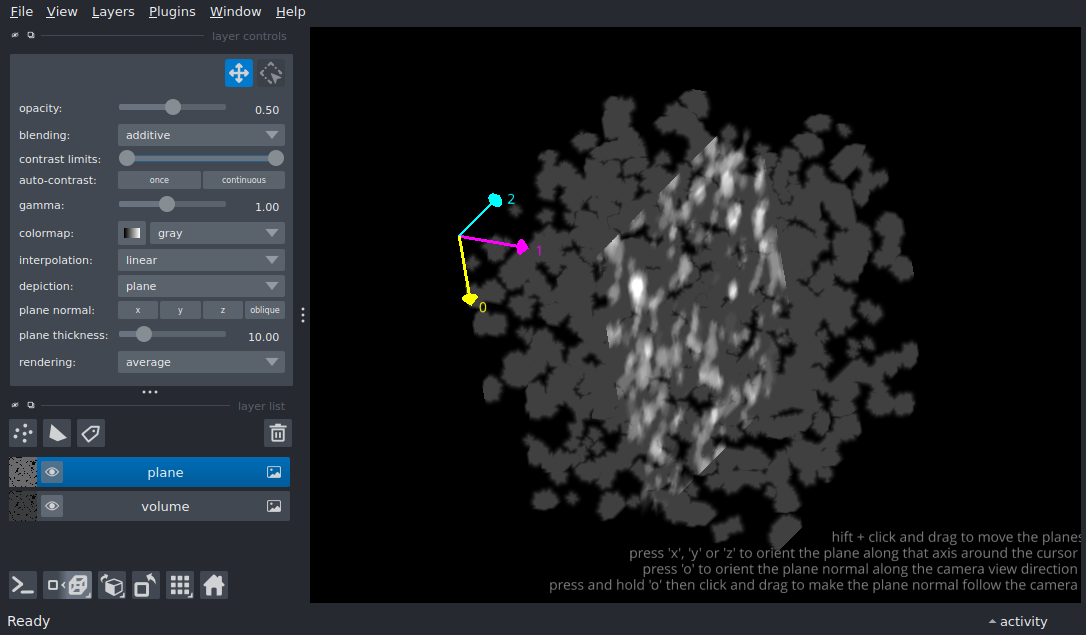 File View Layers Plugins Window Help
layer controls
opacity: 0.50
blending: additive
contrast limits:
auto-contrast: once continuous
gamma: 1.00
colormap: gray
interpolation: linear
depiction: plane
plane normal: x y z oblique
plane thickness: 10.00
rendering: average
layer list
plane
volume
2
1
0
hift + click and drag to move the planes
press 'x', 'y' or 'z' to orient the plane along that axis around the cursor
press 'o' to orient the plane normal along the camera view direction
press and hold 'o' then click and drag to make the plane normal follow the camera
Ready
activity